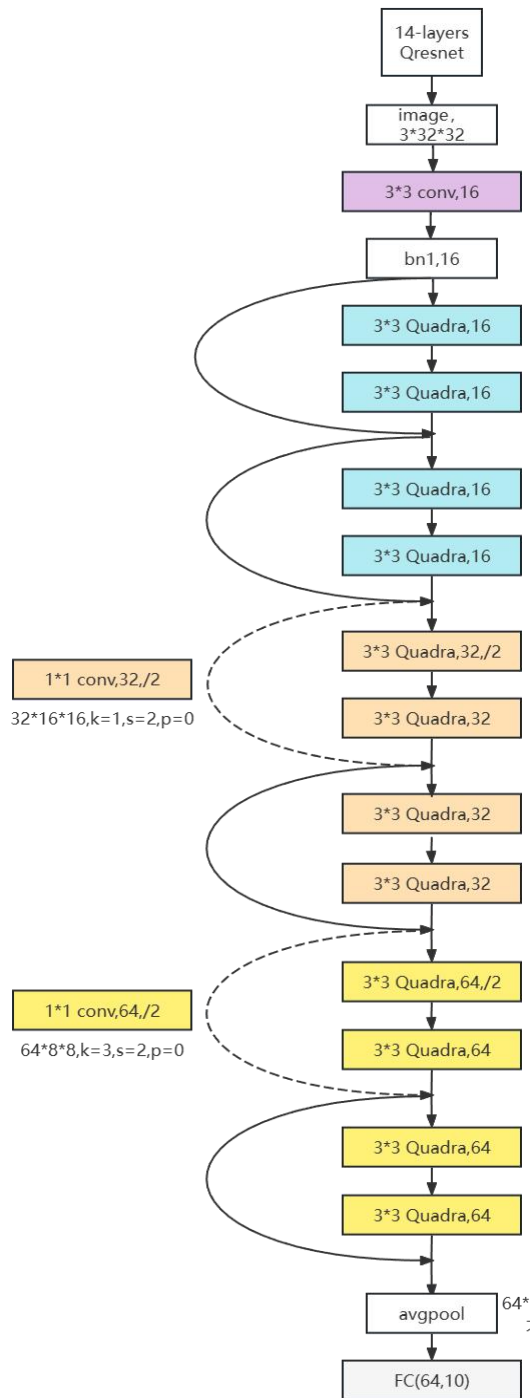 14-layers
Qresnet
image,
3*32*32
3*3 conv,16
bn1,16
3*3 Quadra,16
3*3 Quadra,16
3*3 Quadra,16
3*3 Quadra,16
3*3 Quadra,32,/2
1*1 conv,32,/2
32*16*16,k=1,s=2,p=0
3*3 Quadra,32
3*3 Quadra,32
3*3 Quadra,32
3*3 Quadra,64,/2
1*1 conv,64,/2
64*8*8,k=3,s=2,p=0
3*3 Quadra,64
3*3 Quadra,64
3*3 Quadra,64
avgpool
64*
FC(64,10)